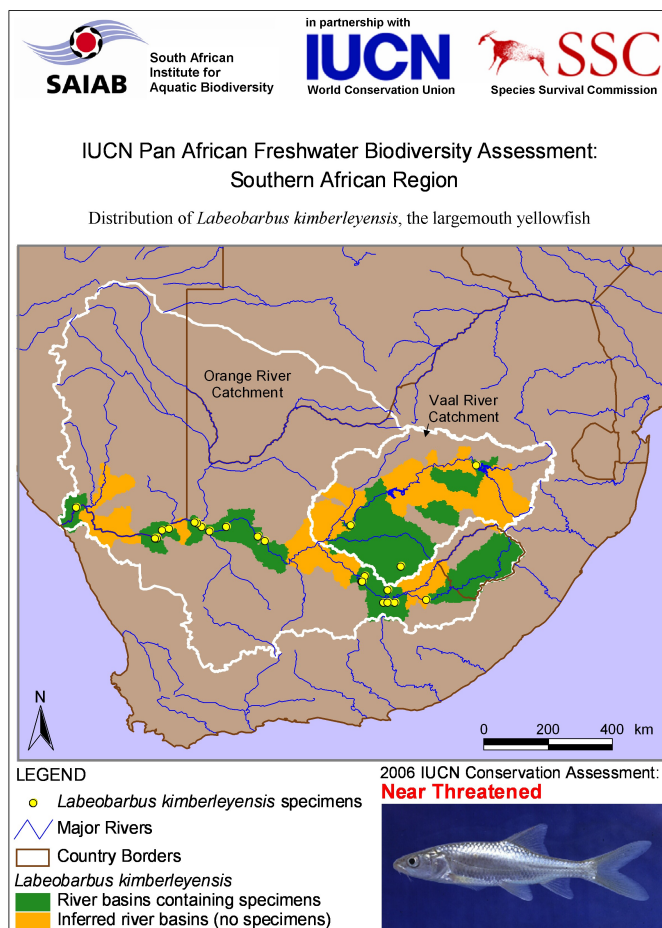 SAIAB
South African
Institute for
Aquatic Biodiversity
in partnership with
IUCN
World Conservation Union
SSC
Species Survival Commission
IUCN Pan African Freshwater Biodiversity Assessment:
Southern African Region
Distribution of Labeobarbus kimberleyensis, the largemouth yellowfish
Orange River
Catchment
Vaal River
Catchment
N
0 200 400 km
LEGEND
Labeobarbus kimberleyensis specimens
Major Rivers
Country Borders
Labeobarbus kimberleyensis
River basins containing specimens
Inferred river basins (no specimens)
2006 IUCN Conservation Assessment:
Near Threatened